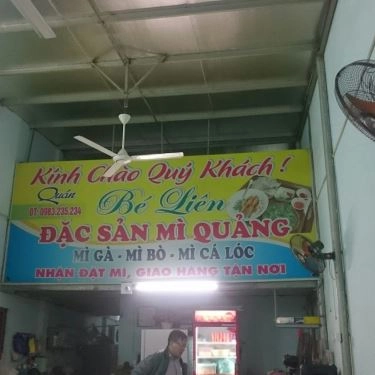 Kính Chào Quý Khách !
Quán Bé Liên
ĐT: 0983.235.234
ĐẶC SẢN MÌ QUẢNG
MÌ GÀ - MÌ BÒ - MÌ CÁ LÓC
NHẬN ĐẶT MÌ, GIAO HÀNG TẬN NƠI